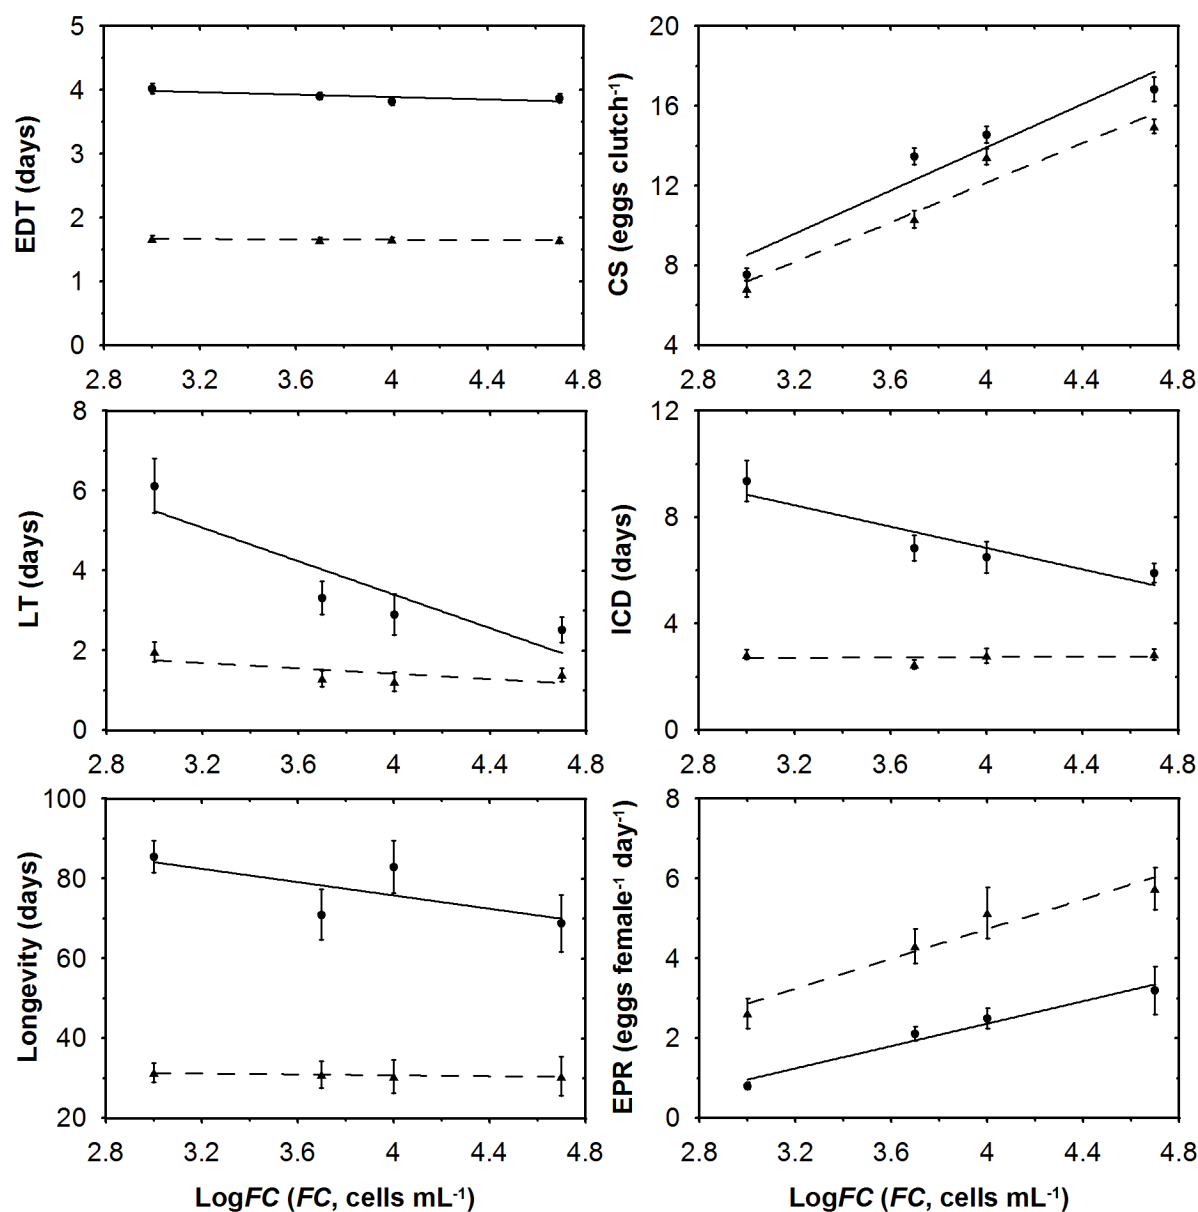 EDT (days)
5
4
3
2
1
0
2.8 3.2 3.6 4 4.4 4.8
CS (eggs clutch⁻¹)
20
16
12
8
4
2.8 3.2 3.6 4 4.4 4.8
LT (days)
8
6
4
2
0
2.8 3.2 3.6 4 4.4 4.8
ICD (days)
12
9
6
3
0
2.8 3.2 3.6 4 4.4 4.8
Longevity (days)
100
80
60
40
20
2.8 3.2 3.6 4 4.4 4.8
LogFC (FC, cells mL⁻¹)
EPR (eggs female⁻¹ day⁻¹)
8
6
4
2
0
2.8 3.2 3.6 4 4.4 4.8
LogFC (FC, cells mL⁻¹)